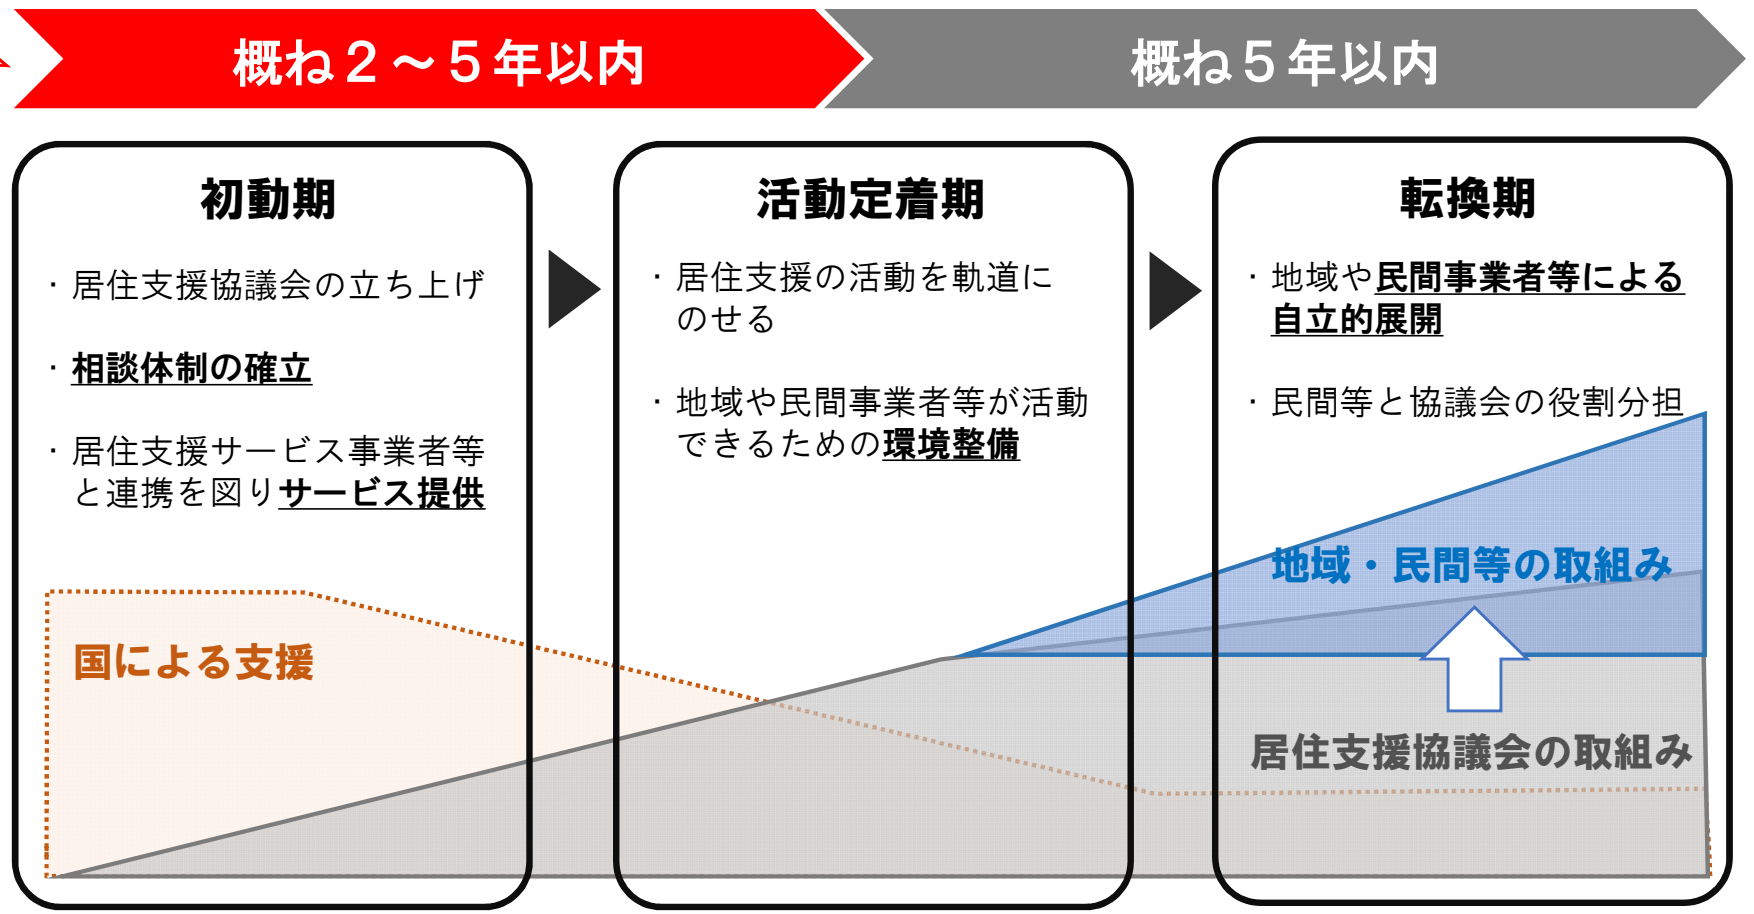 概ね２～５年以内
概ね５年以内
初動期
・居住支援協議会の立ち上げ
・相談体制の確立
・居住支援サービス事業者等
と連携を図りサービス提供
活動定着期
・居住支援の活動を軌道に
のせる
・地域や民間事業者等が活動
できるための環境整備
転換期
・地域や民間事業者等による
自立的展開
・民間等と協議会の役割分担
地域・民間等の取組み
国による支援
居住支援協議会の取組み